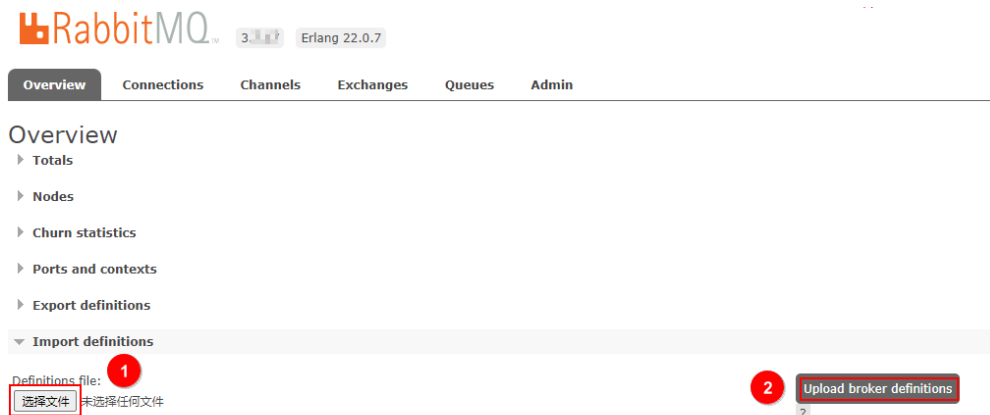 RabbitMQ™ Erlang 22.0.7
Overview Connections Channels Exchanges Queues Admin
Overview
Totals
Nodes
Churn statistics
Ports and contexts
Export definitions
Import definitions
1
Definitions file:
选择文件 未选择任何文件
2 Upload broker definitions
?